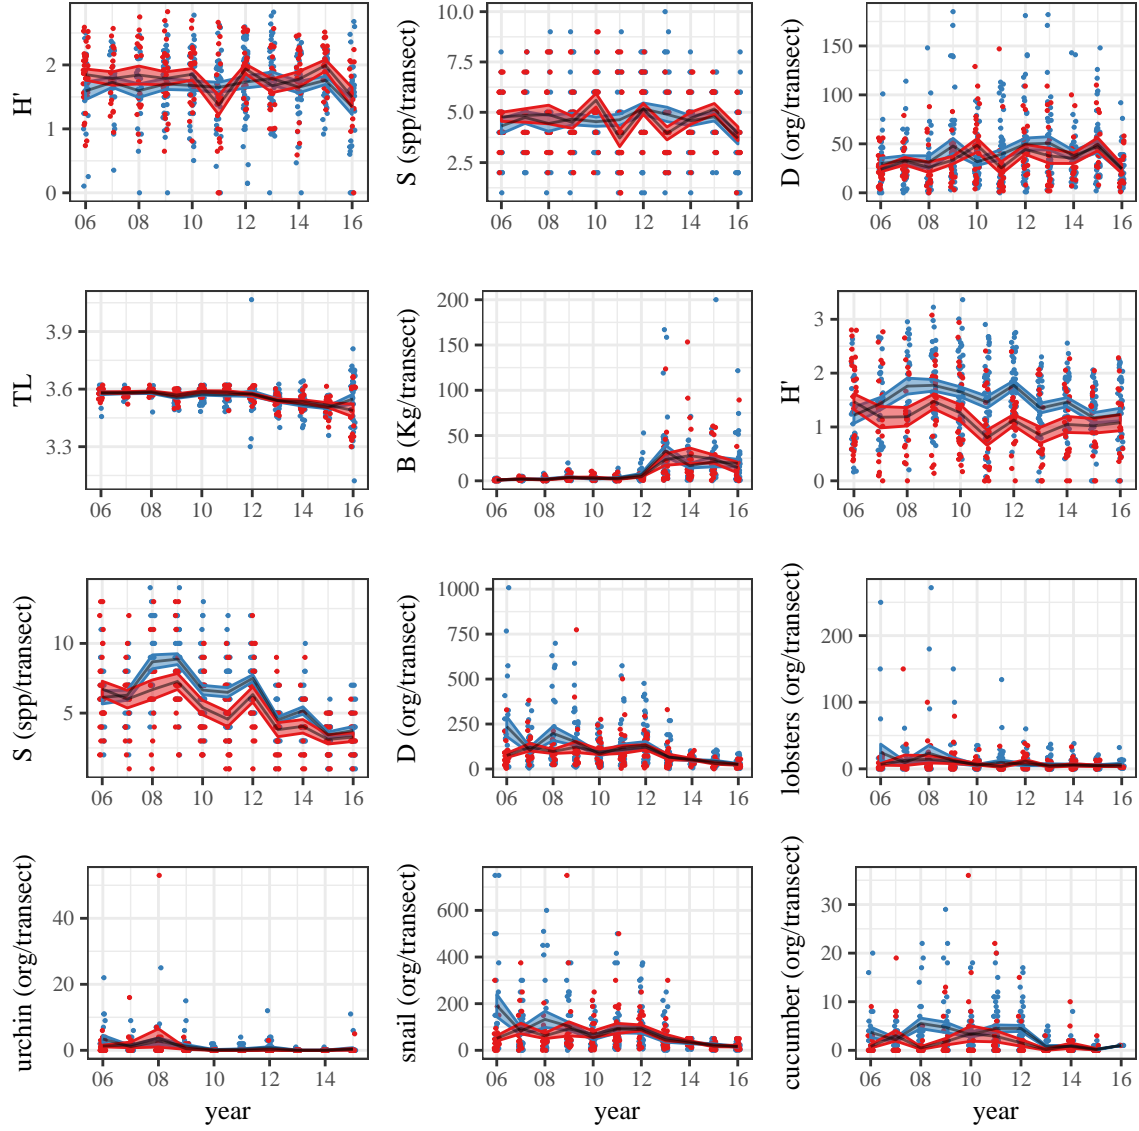 H'
2
1
0
06 08 10 12 14 16
S (spp/transect)
10.0
7.5
5.0
2.5
06 08 10 12 14 16
D (org/transect)
150
100
50
0
06 08 10 12 14 16
TL
3.9
3.6
3.3
06 08 10 12 14 16
B (Kg/transect)
200
150
100
50
0
06 08 10 12 14 16
H'
3
2
1
0
06 08 10 12 14 16
S (spp/transect)
10
5
06 08 10 12 14 16
D (org/transect)
1000
750
500
250
0
06 08 10 12 14 16
lobsters (org/transect)
200
100
0
06 08 10 12 14 16
urchin (org/transect)
40
20
0
06 08 10 12 14
year
snail (org/transect)
600
400
200
0
06 08 10 12 14 16
year
cucumber (org/transect)
30
20
10
0
06 08 10 12 14 16
year